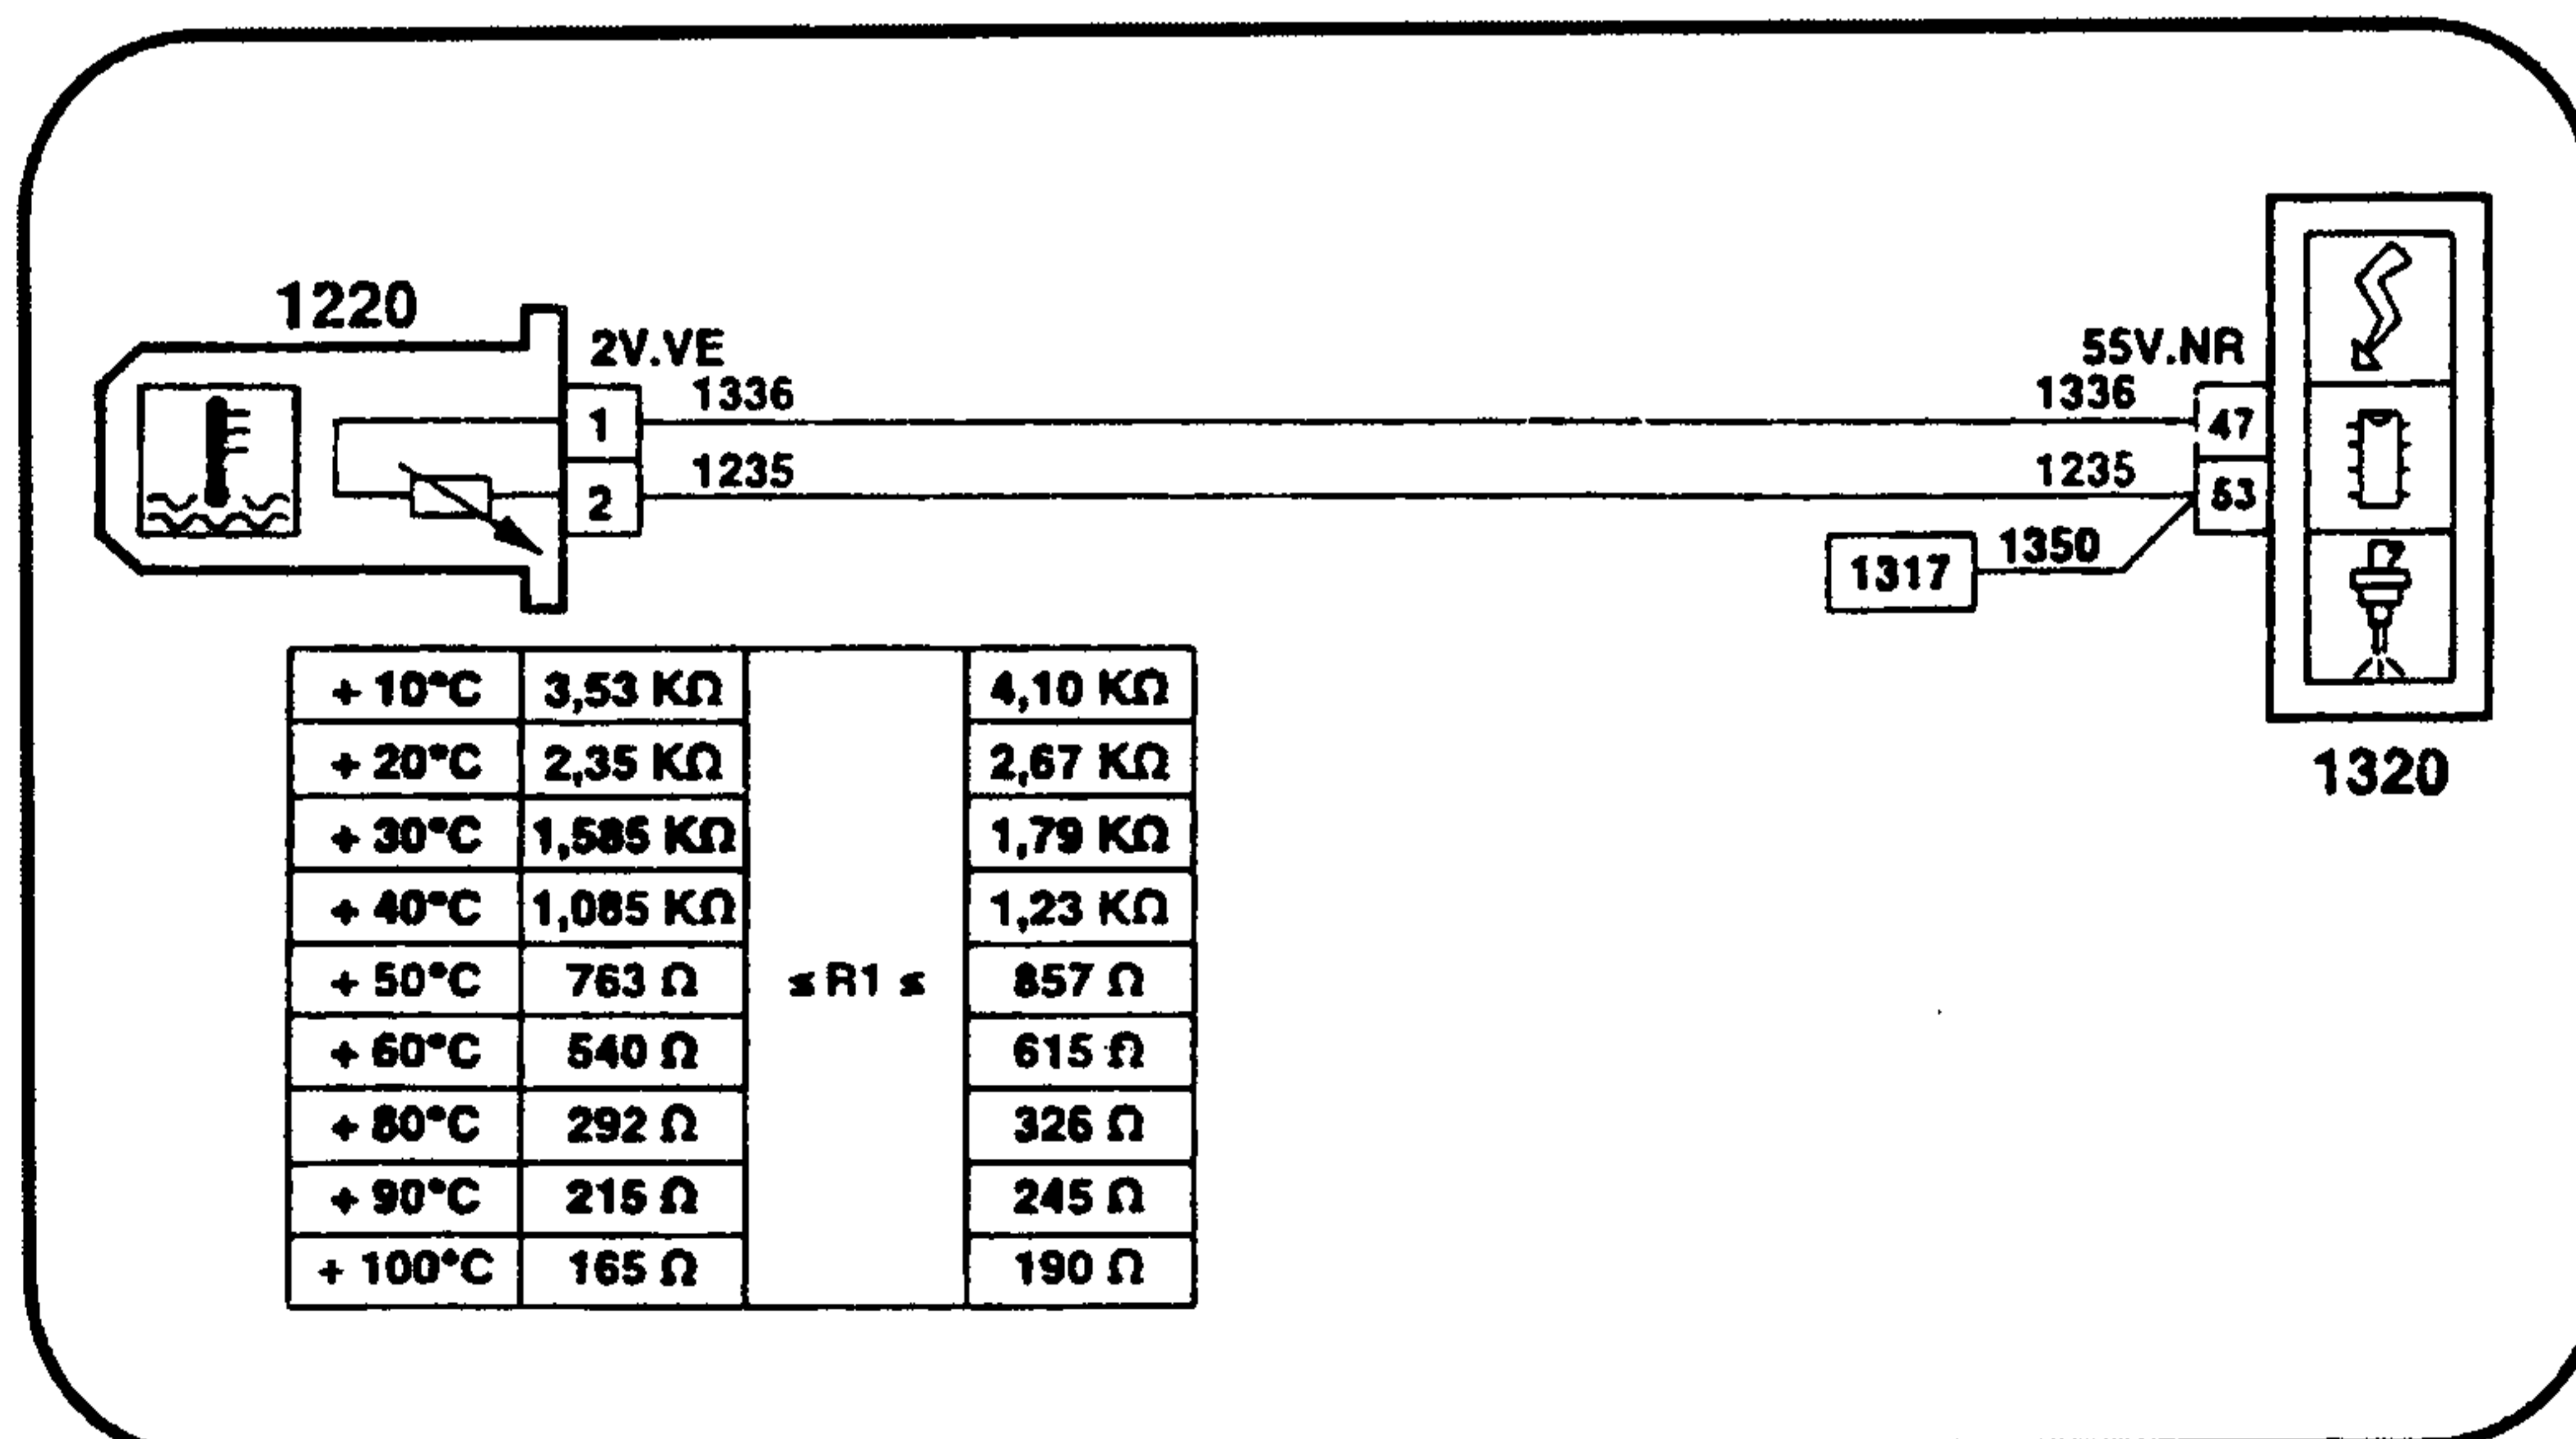 1220
2V.VE
55V.NR
1 1336 1336 47
2 1235 1235 53
1317 1350
1320
+ 10°C 3,53 KΩ 4,10 KΩ
+ 20°C 2,35 KΩ 2,67 KΩ
+ 30°C 1,585 KΩ 1,79 KΩ
+ 40°C 1,085 KΩ 1,23 KΩ
+ 50°C 763 Ω ≤ R1 ≤ 857 Ω
+ 60°C 540 Ω 615 Ω
+ 80°C 292 Ω 326 Ω
+ 90°C 215 Ω 245 Ω
+ 100°C 165 Ω 190 Ω